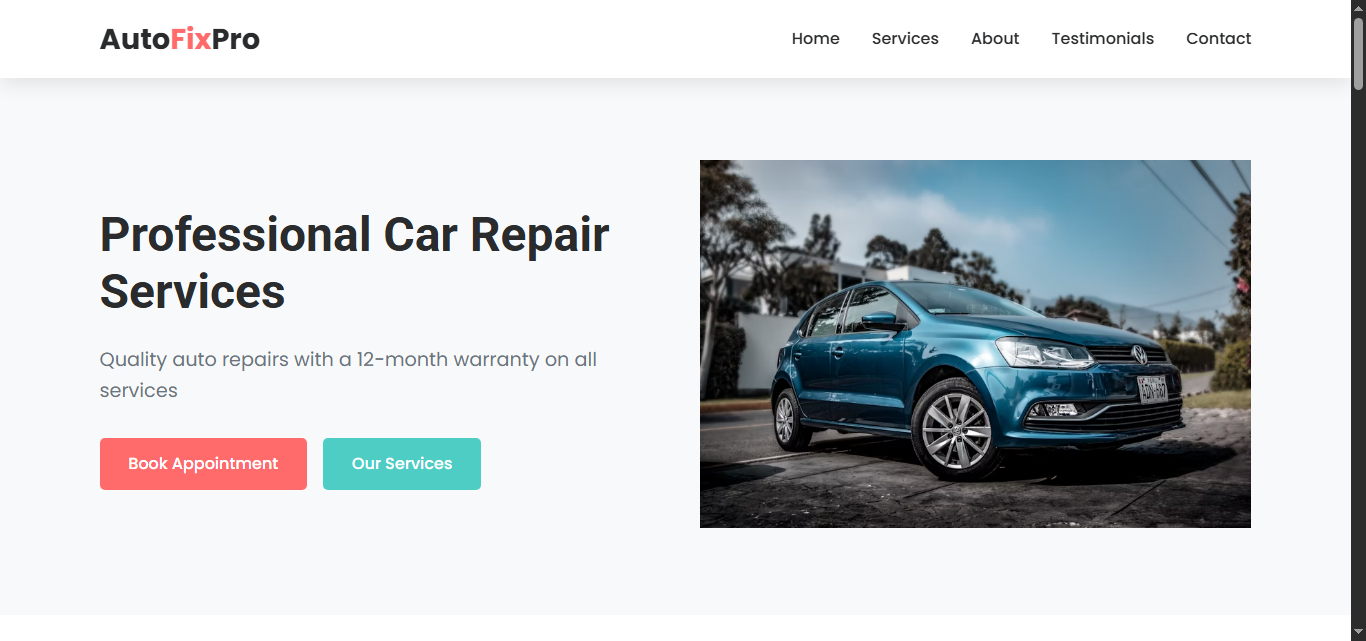 AutoFixPro
Home Services About Testimonials Contact
Professional Car Repair
Services
Quality auto repairs with a 12-month warranty on all
services
Book Appointment Our Services